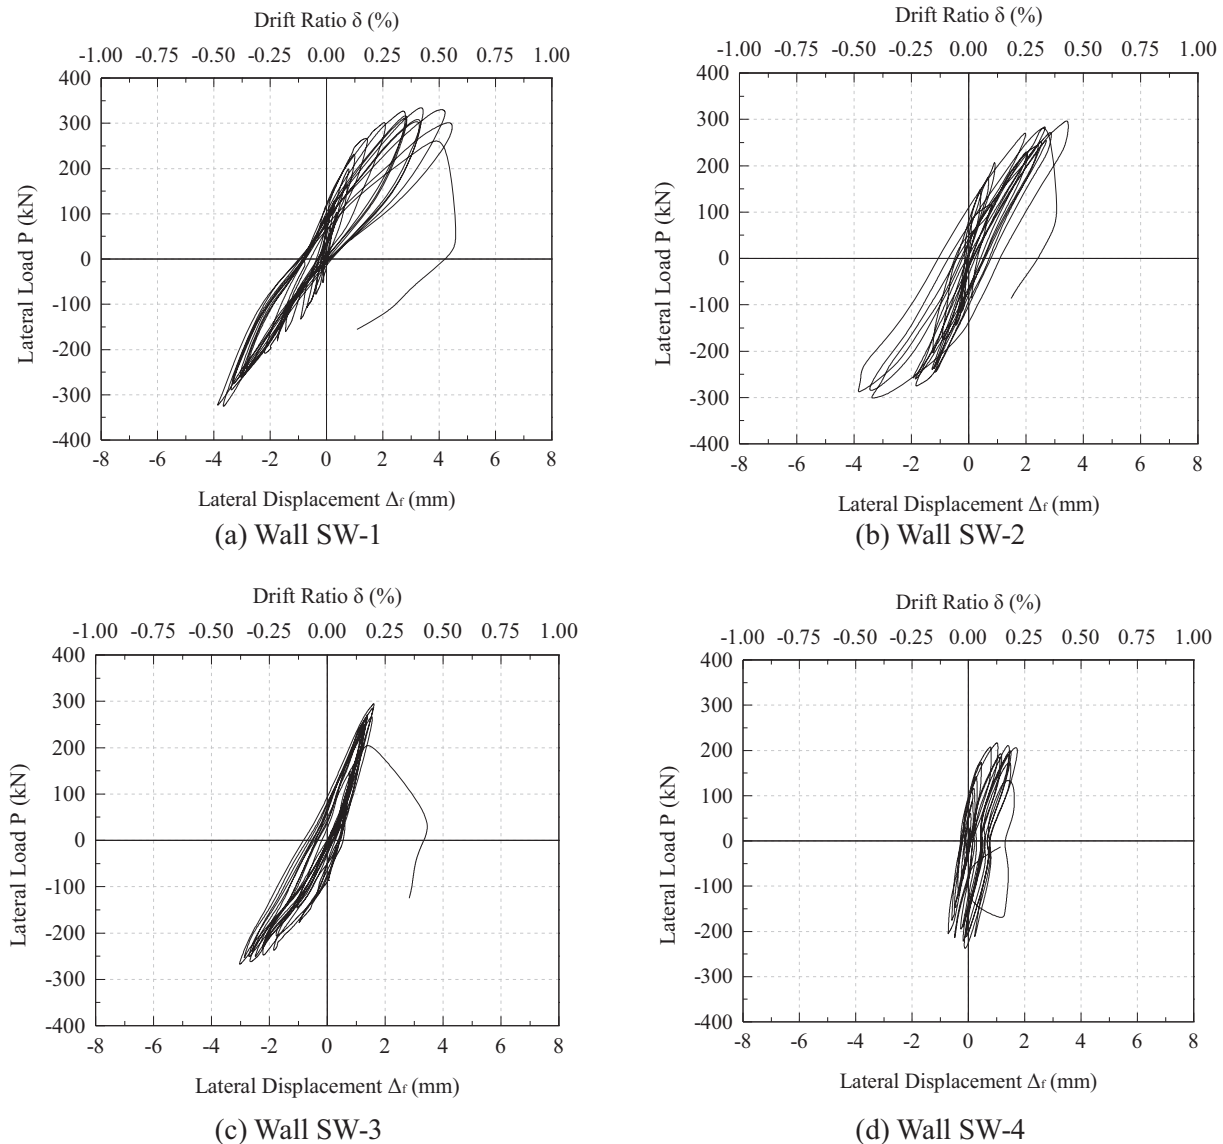 Drift Ratio δ (%)
-1.00 -0.75 -0.50 -0.25 0.00 0.25 0.50 0.75 1.00
400
300
200
100
0
-100
-200
-300
-400
Lateral Load P (kN)
-8 -6 -4 -2 0 2 4 6 8
Lateral Displacement Δf (mm)
(a) Wall SW-1
Drift Ratio δ (%)
-1.00 -0.75 -0.50 -0.25 0.00 0.25 0.50 0.75 1.00
400
300
200
100
0
-100
-200
-300
-400
Lateral Load P (kN)
-8 -6 -4 -2 0 2 4 6 8
Lateral Displacement Δf (mm)
(b) Wall SW-2
Drift Ratio δ (%)
-1.00 -0.75 -0.50 -0.25 0.00 0.25 0.50 0.75 1.00
400
300
200
100
0
-100
-200
-300
-400
Lateral Load P (kN)
-8 -6 -4 -2 0 2 4 6 8
Lateral Displacement Δf (mm)
(c) Wall SW-3
Drift Ratio δ (%)
-1.00 -0.75 -0.50 -0.25 0.00 0.25 0.50 0.75 1.00
400
300
200
100
0
-100
-200
-300
-400
Lateral Load P (kN)
-8 -6 -4 -2 0 2 4 6 8
Lateral Displacement Δf (mm)
(d) Wall SW-4